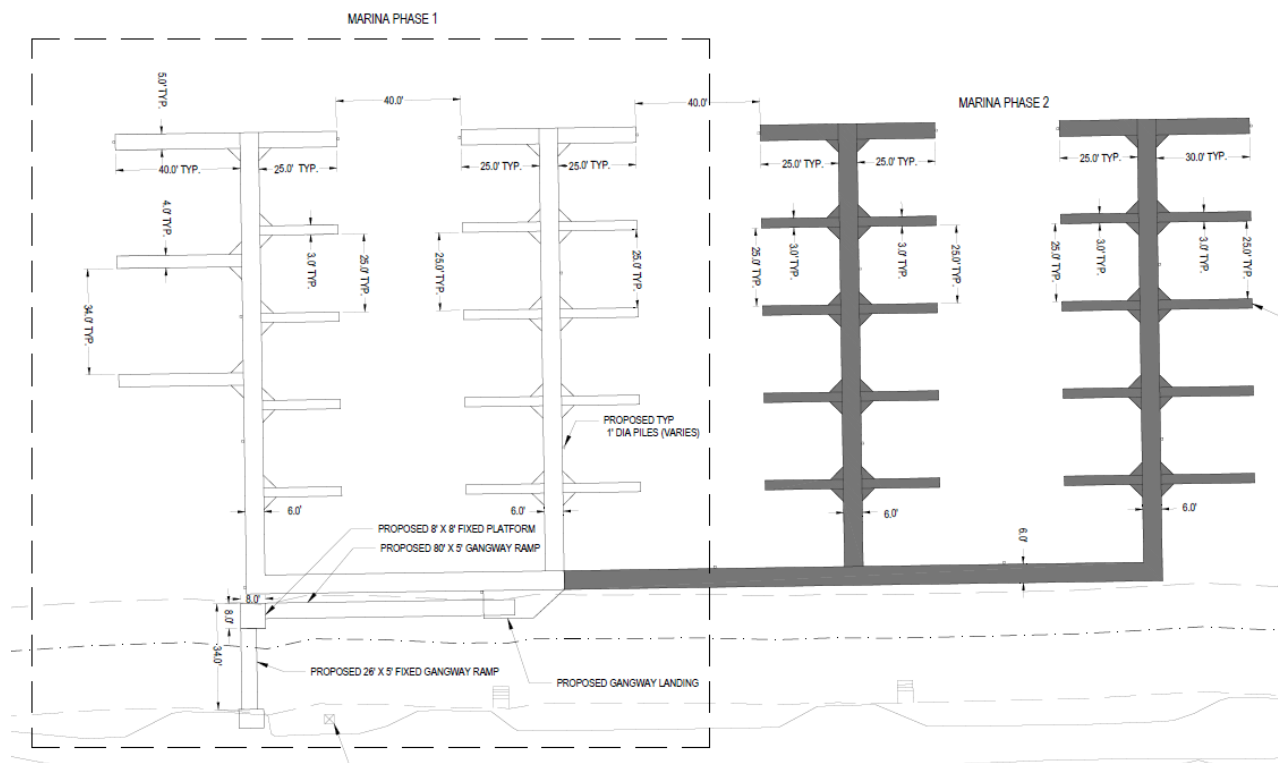 MARINA PHASE 1
MARINA PHASE 2
40.0'
40.0'
5.0' TYP.
40.0' TYP.
25.0' TYP.
25.0' TYP.
25.0' TYP.
25.0' TYP.
25.0' TYP.
25.0' TYP.
30.0' TYP.
4.0' TYP.
3.0' TYP.
25.0' TYP.
25.0' TYP.
25.0' TYP.
25.0' TYP.
3.0' TYP.
3.0' TYP.
25.0' TYP.
25.0' TYP.
3.0' TYP.
3.0' TYP.
25.0' TYP.
34.0' TYP.
PROPOSED TYP
1' DIA PILES (VARIES)
6.0'
6.0'
6.0'
6.0'
6.0'
PROPOSED 8' X 8' FIXED PLATFORM
PROPOSED 80' X 5' GANGWAY RAMP
8.0'
8.0'
34.0'
PROPOSED 26' X 5' FIXED GANGWAY RAMP
PROPOSED GANGWAY LANDING